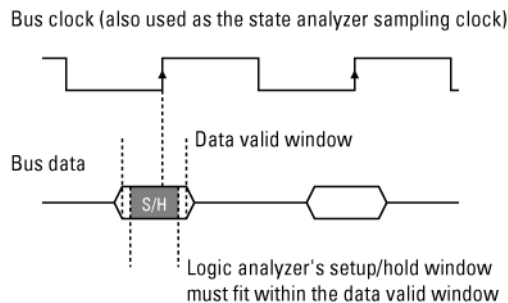 Bus clock (also used as the state analyzer sampling clock)
Data valid window
Bus data
S/H
Logic analyzer's setup/hold window
must fit within the data valid window